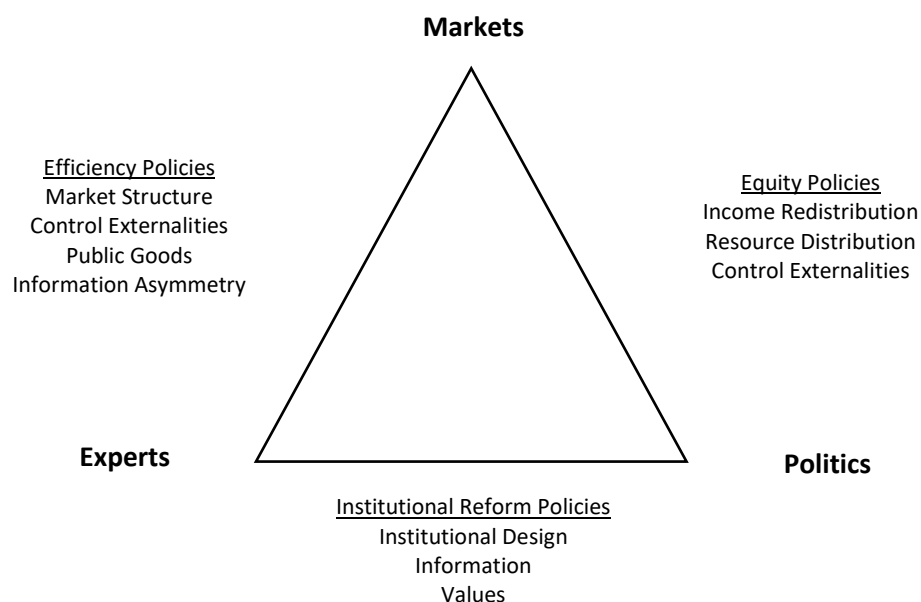 Markets
Efficiency Policies
Market Structure
Control Externalities
Public Goods
Information Asymmetry
Equity Policies
Income Redistribution
Resource Distribution
Control Externalities
Experts
Politics
Institutional Reform Policies
Institutional Design
Information
Values